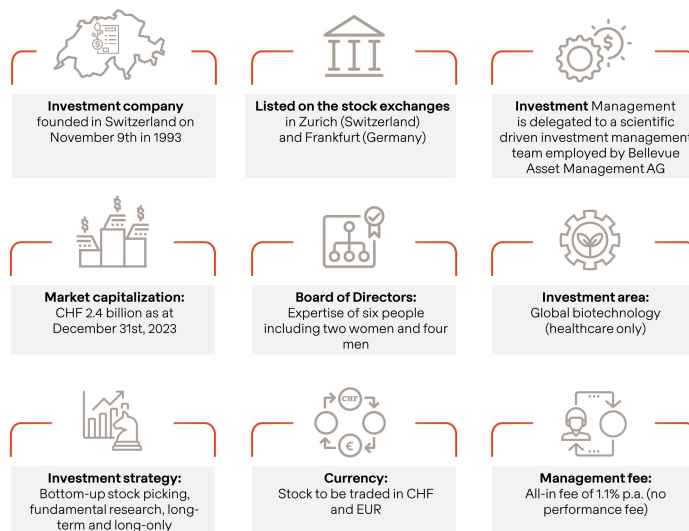 Investment company
founded in Switzerland on
November 9th in 1993
Listed on the stock exchanges
in Zurich (Switzerland)
and Frankfurt (Germany)
Investment Management
is delegated to a scientific
driven investment management
team employed by Bellevue
Asset Management AG
Market capitalization:
CHF 2.4 billion as at
December 31st, 2023
Board of Directors:
Expertise of six people
including two women and four
men
Investment area:
Global biotechnology
(healthcare only)
CHF
€
Investment strategy:
Bottom-up stock picking,
fundamental research, long-
term and long-only
Currency:
Stock to be traded in CHF
and EUR
Management fee:
All-in fee of 1.1% p.a. (no
performance fee)